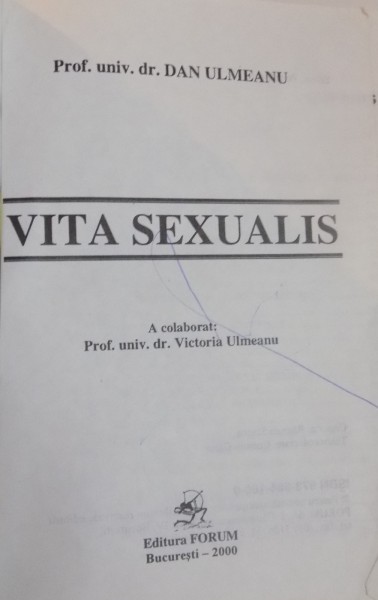 Prof. univ. dr. DAN ULMEANU
VITA SEXUALIS
A colaborat:
Prof. univ. dr. Victoria Ulmeanu
Editura FORUM
București – 2000